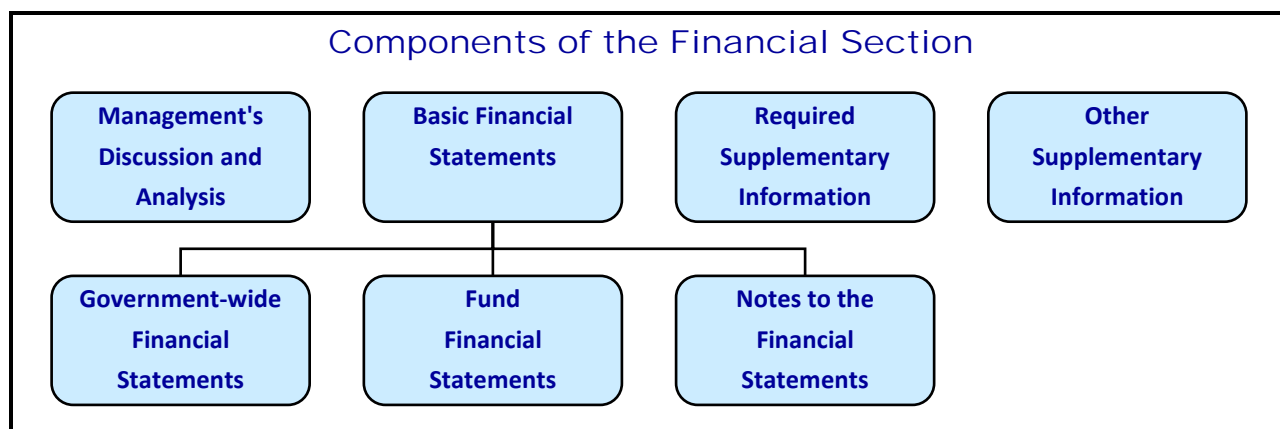 Components of the Financial Section
Management's
Discussion and
Analysis
Basic Financial
Statements
Required
Supplementary
Information
Other
Supplementary
Information
Government-wide
Financial
Statements
Fund
Financial
Statements
Notes to the
Financial
Statements